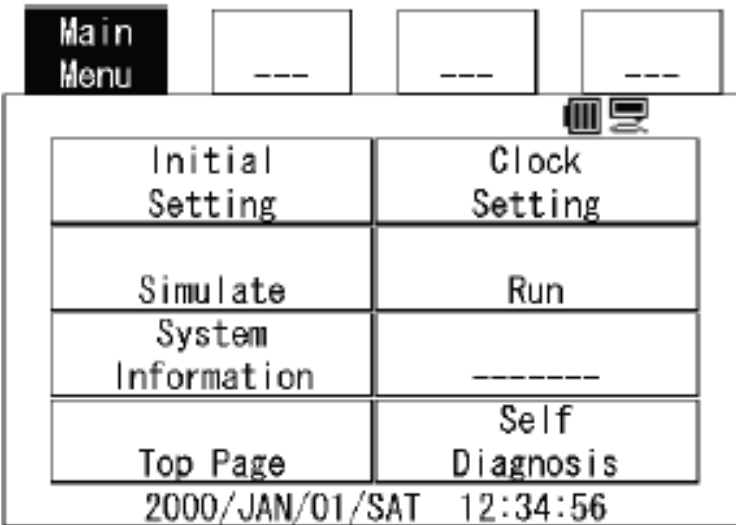 Main
Menu
---
---
---
Initial
Setting
Clock
Setting
Simulate
Run
System
Information
-------
Top Page
Self
Diagnosis
2000/JAN/01/SAT 12:34:56